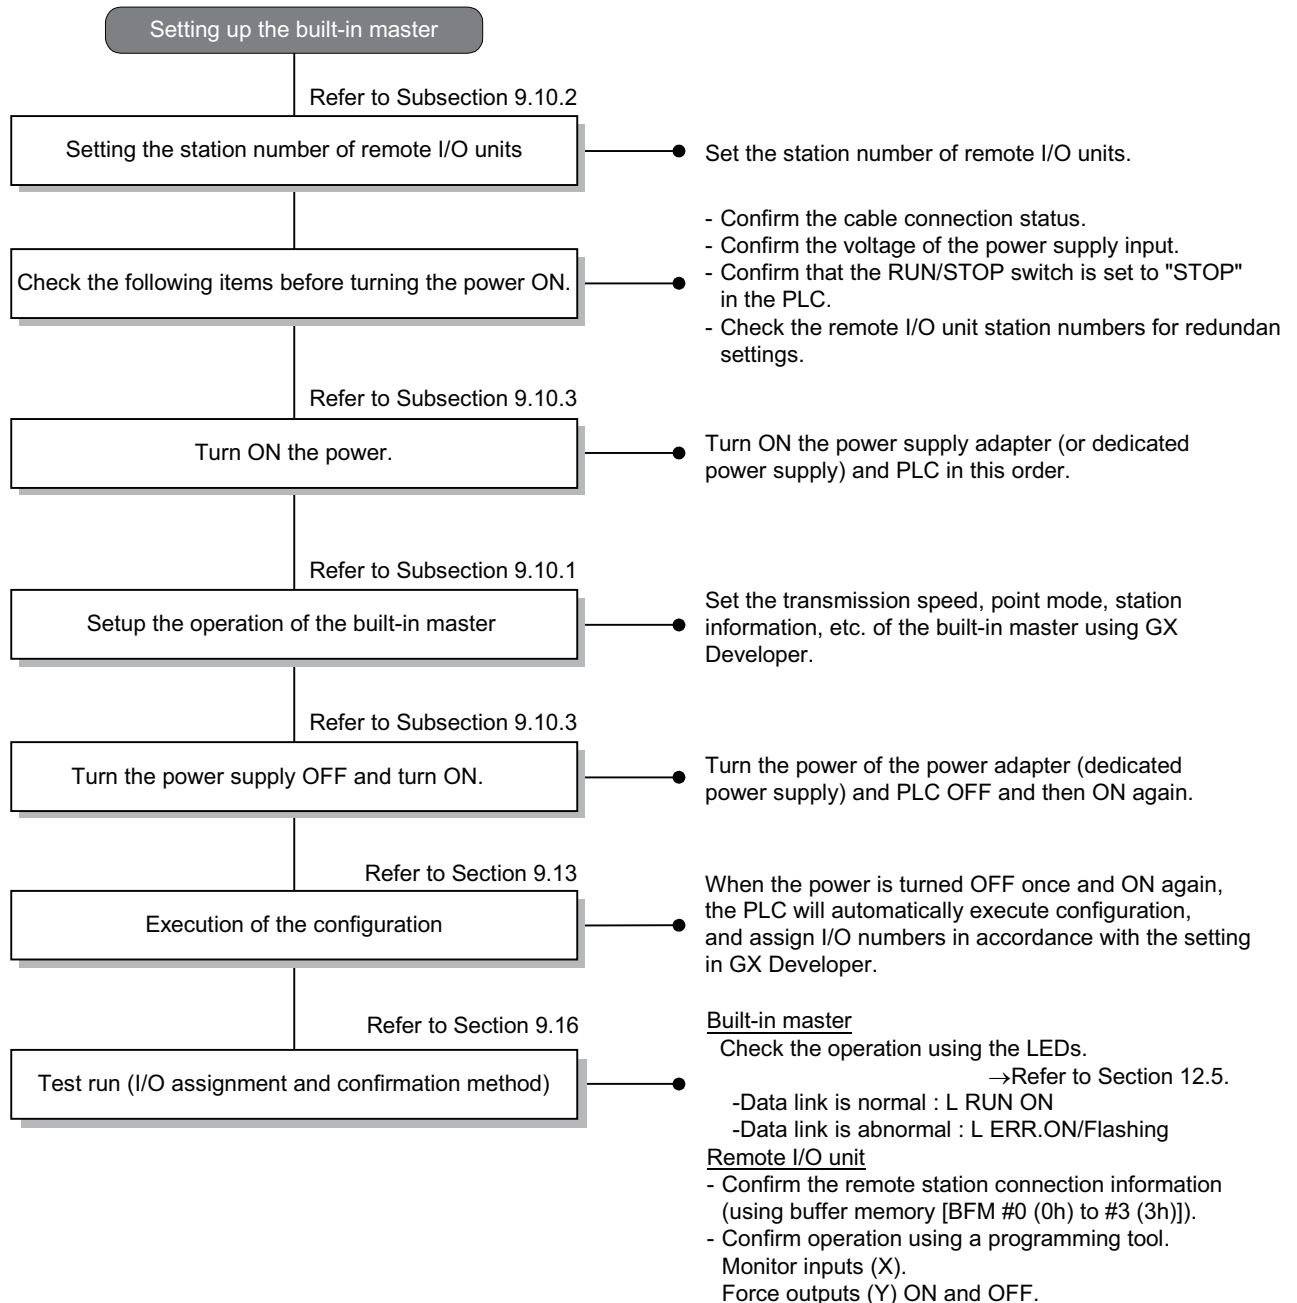 Setting up the built-in master
Refer to Subsection 9.10.2
Setting the station number of remote I/O units
Set the station number of remote I/O units.
Check the following items before turning the power ON.
- Confirm the cable connection status.
- Confirm the voltage of the power supply input.
- Confirm that the RUN/STOP switch is set to "STOP"
in the PLC.
- Check the remote I/O unit station numbers for redundan
settings.
Refer to Subsection 9.10.3
Turn ON the power.
Turn ON the power supply adapter (or dedicated
power supply) and PLC in this order.
Refer to Subsection 9.10.1
Setup the operation of the built-in master
Set the transmission speed, point mode, station
information, etc. of the built-in master using GX
Developer.
Refer to Subsection 9.10.3
Turn the power supply OFF and turn ON.
Turn the power of the power adapter (dedicated
power supply) and PLC OFF and then ON again.
Refer to Section 9.13
Execution of the configuration
When the power is turned OFF once and ON again,
the PLC will automatically execute configuration,
and assign I/O numbers in accordance with the setting
in GX Developer.
Refer to Section 9.16
Test run (I/O assignment and confirmation method)
Built-in master
Check the operation using the LEDs.
→Refer to Section 12.5.
-Data link is normal : L RUN ON
-Data link is abnormal : L ERR.ON/Flashing
Remote I/O unit
- Confirm the remote station connection information
(using buffer memory [BFM #0 (0h) to #3 (3h)]).
- Confirm operation using a programming tool.
Monitor inputs (X).
Force outputs (Y) ON and OFF.